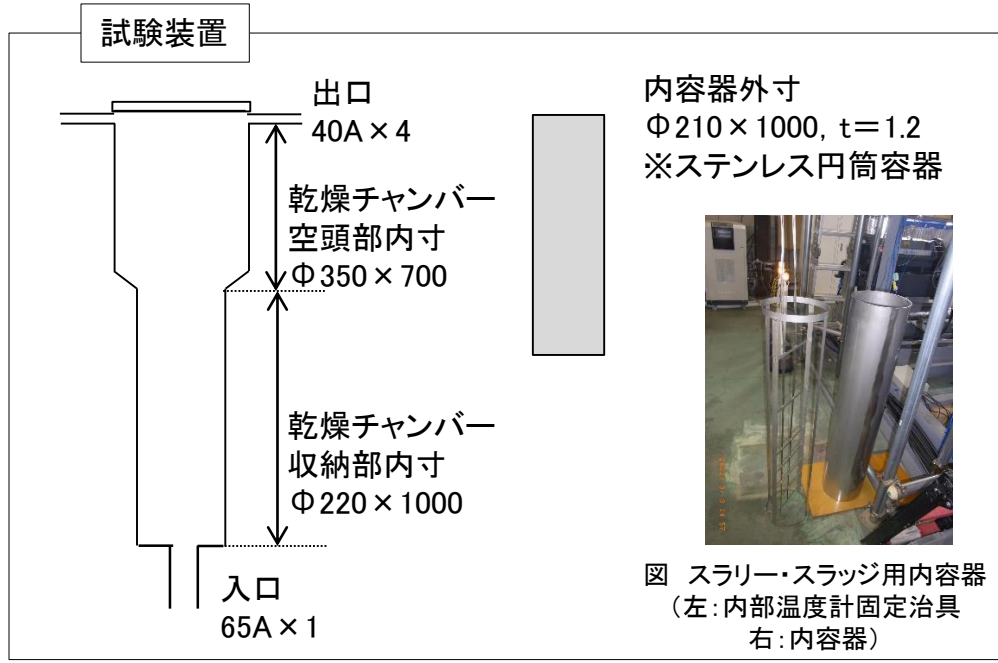 試験装置
出口
40A×4
乾燥チャンバー
空頭部内寸
Φ350×700
乾燥チャンバー
収納部内寸
Φ220×1000
入口
65A×1
内容器外寸
Φ210×1000, t=1.2
※ステンレス円筒容器
図 スラリー・スラッジ用内容器
(左:内部温度計固定治具
右:内容器)